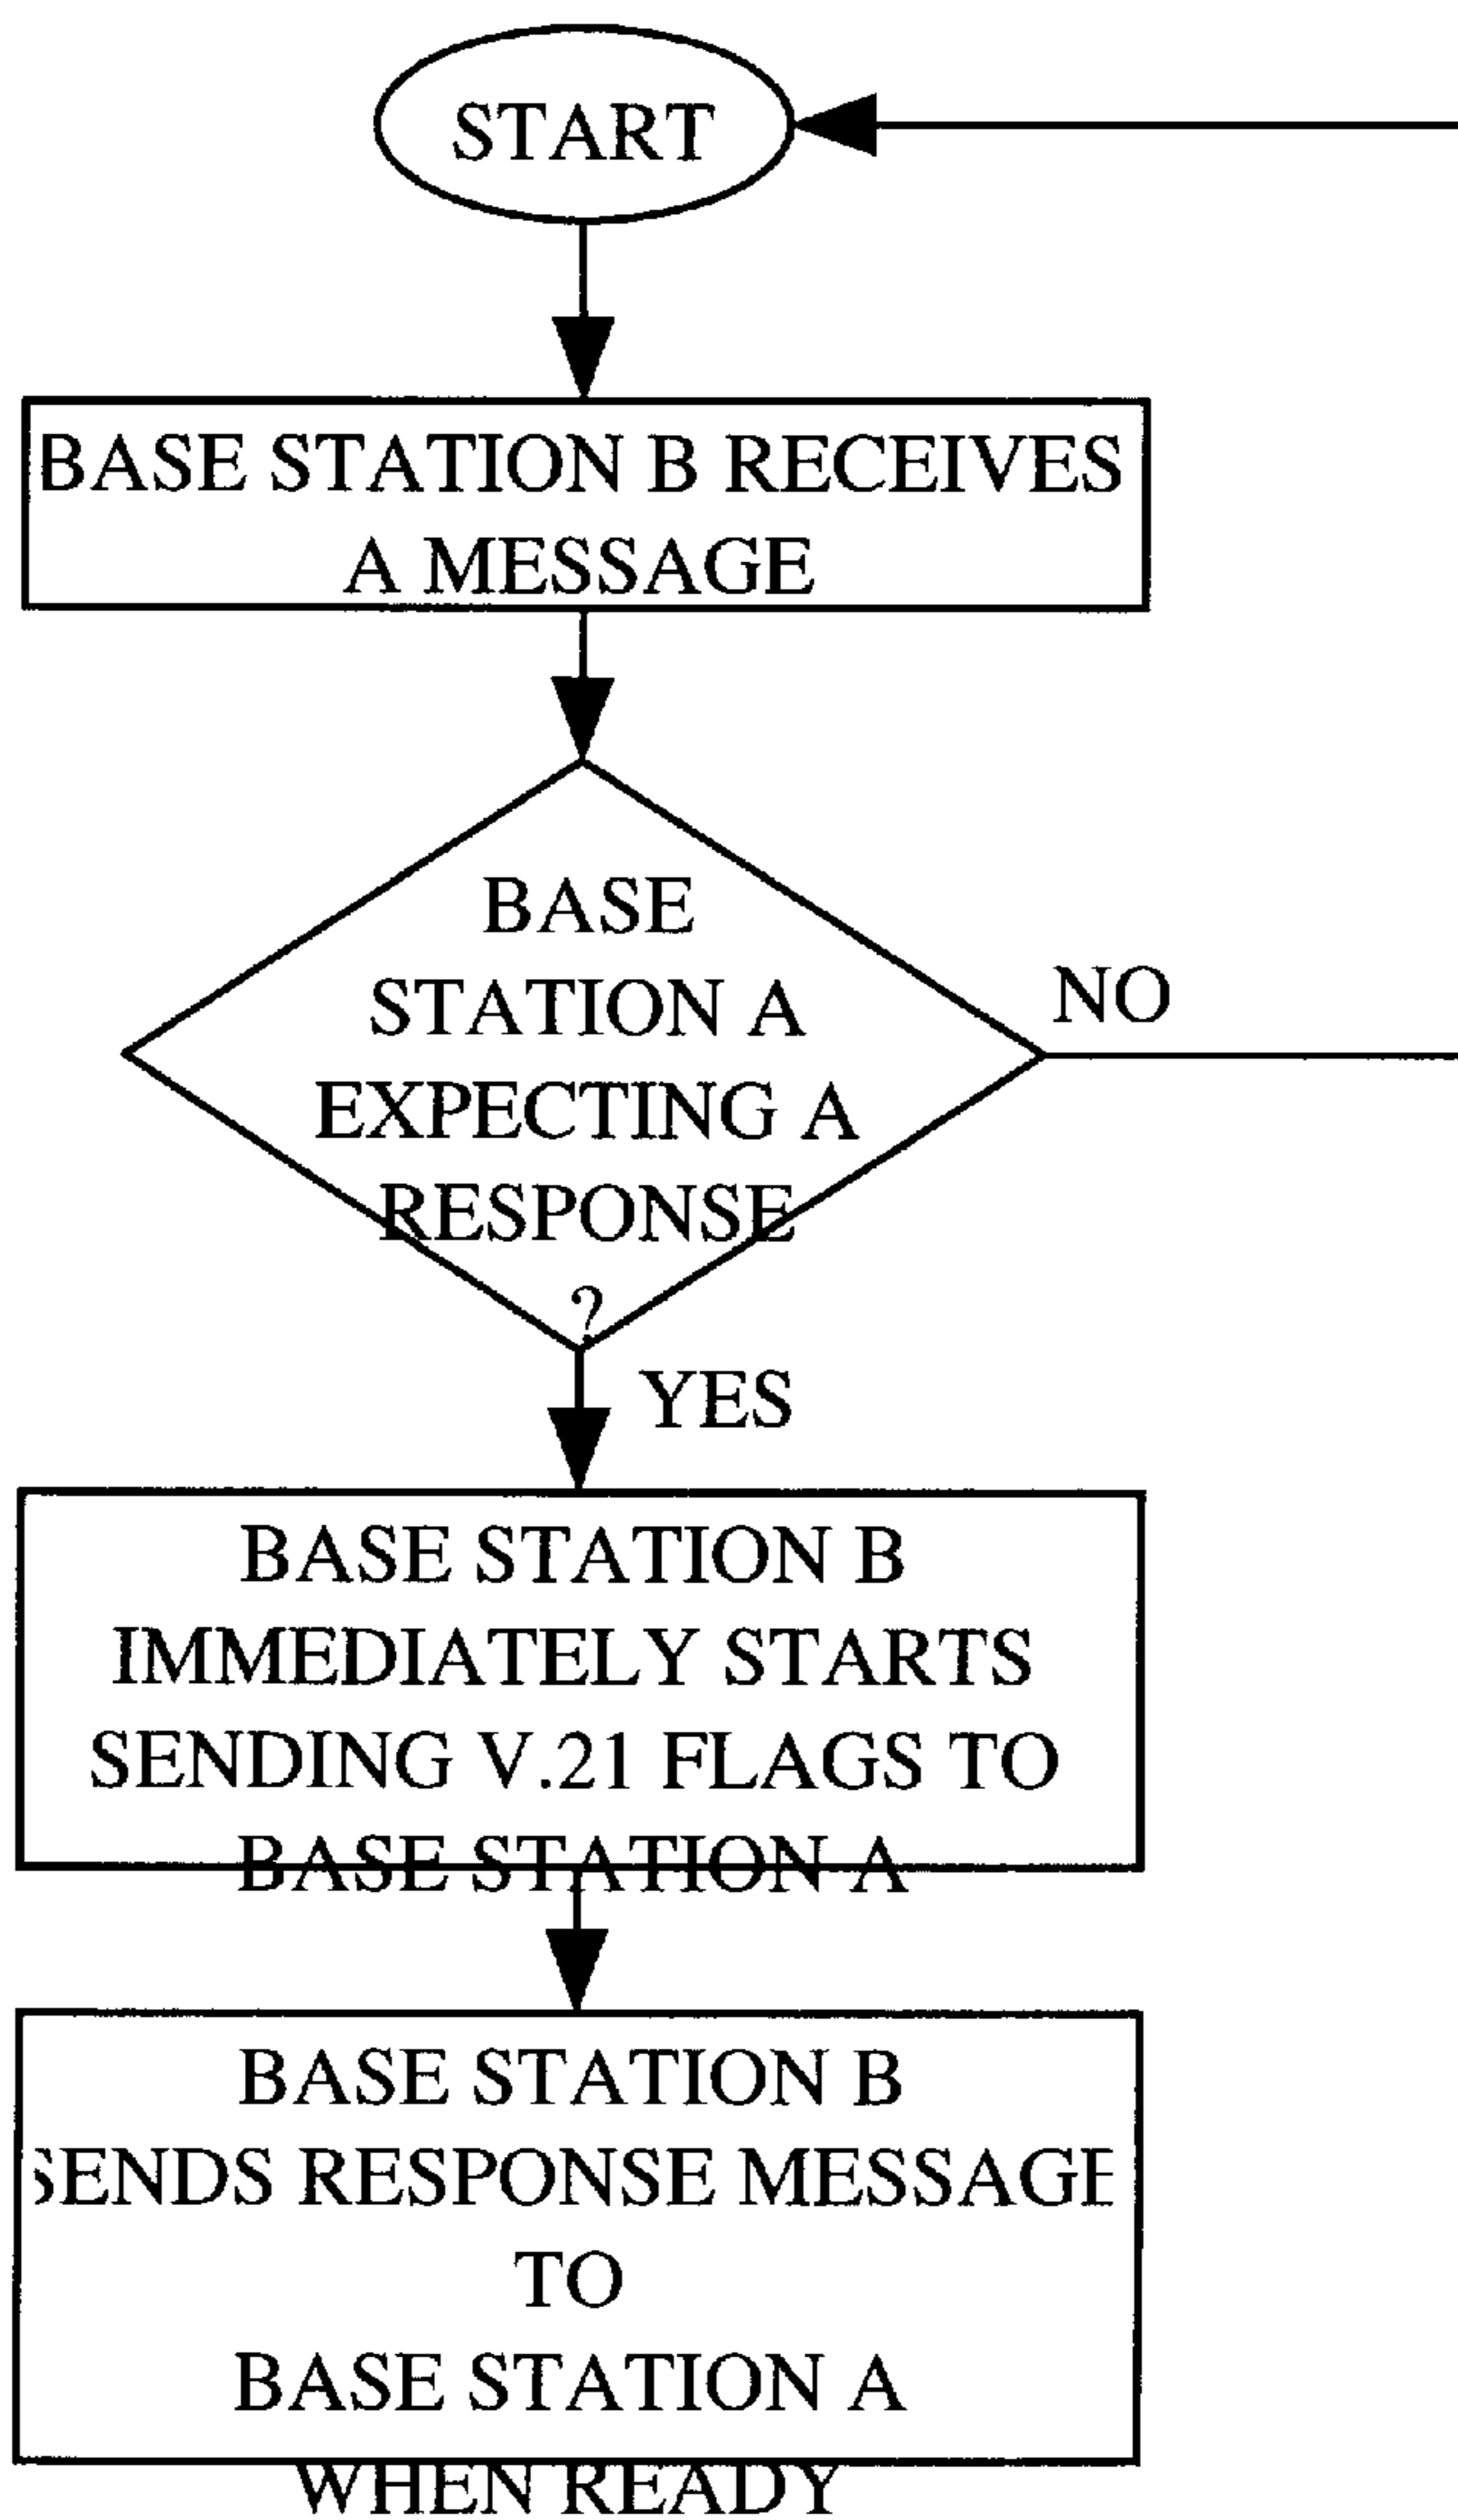 START
BASE STATION B RECEIVES
A MESSAGE
BASE
STATION A
EXPECTING A
RESPONSE
?
NO
YES
BASE STATION B
IMMEDIATELY STARTS
SENDING V.21 FLAGS TO
BASE STATION A
BASE STATION B
SENDS RESPONSE MESSAGE
TO
BASE STATION A
WHEN READY